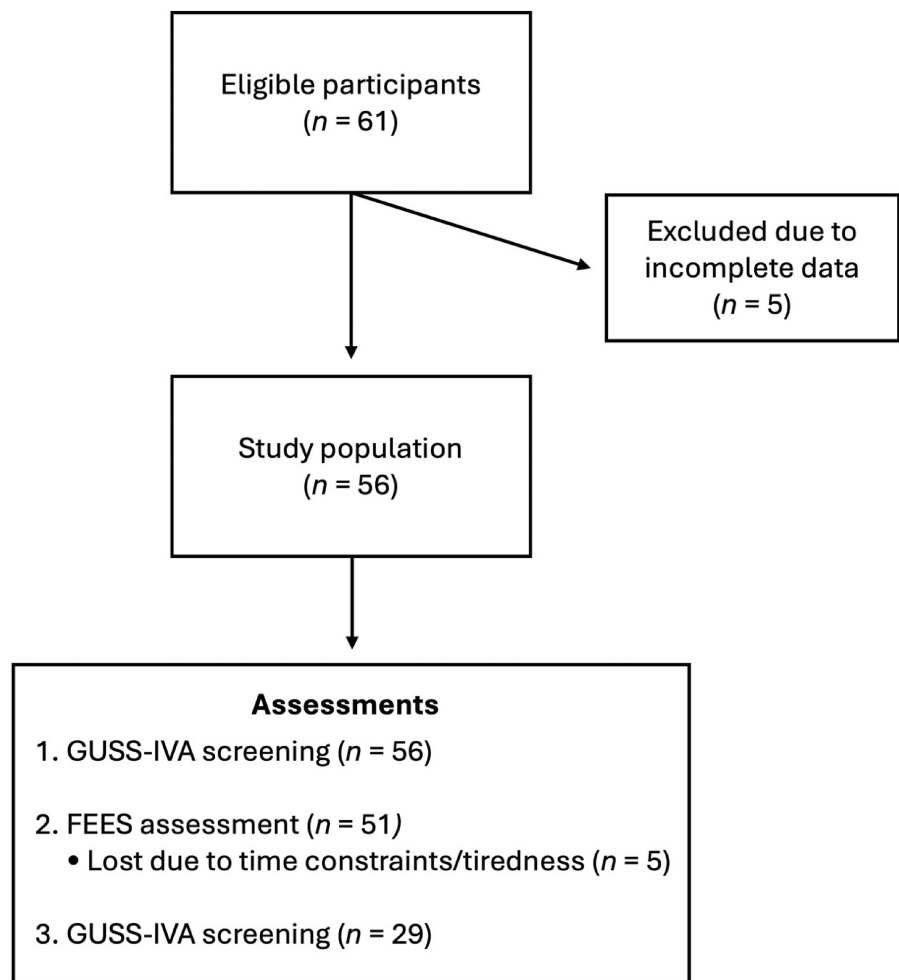 Eligible participants
(n = 61)
Excluded due to
incomplete data
(n = 5)
Study population
(n = 56)
Assessments
1. GUSS-IVA screening (n = 56)
2. FEES assessment (n = 51)
• Lost due to time constraints/tiredness (n = 5)
3. GUSS-IVA screening (n = 29)